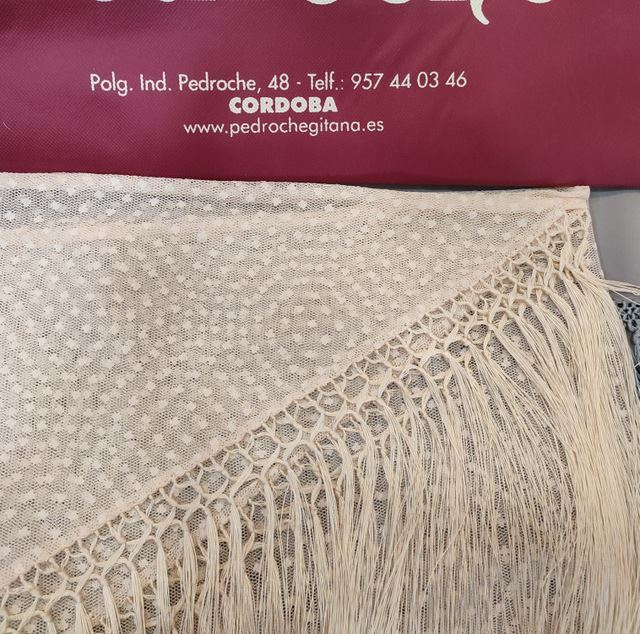 Polg. Ind. Pedroche, 48 - Telf.: 957 44 03 46
CORDOBA
www.pedrochegitana.es